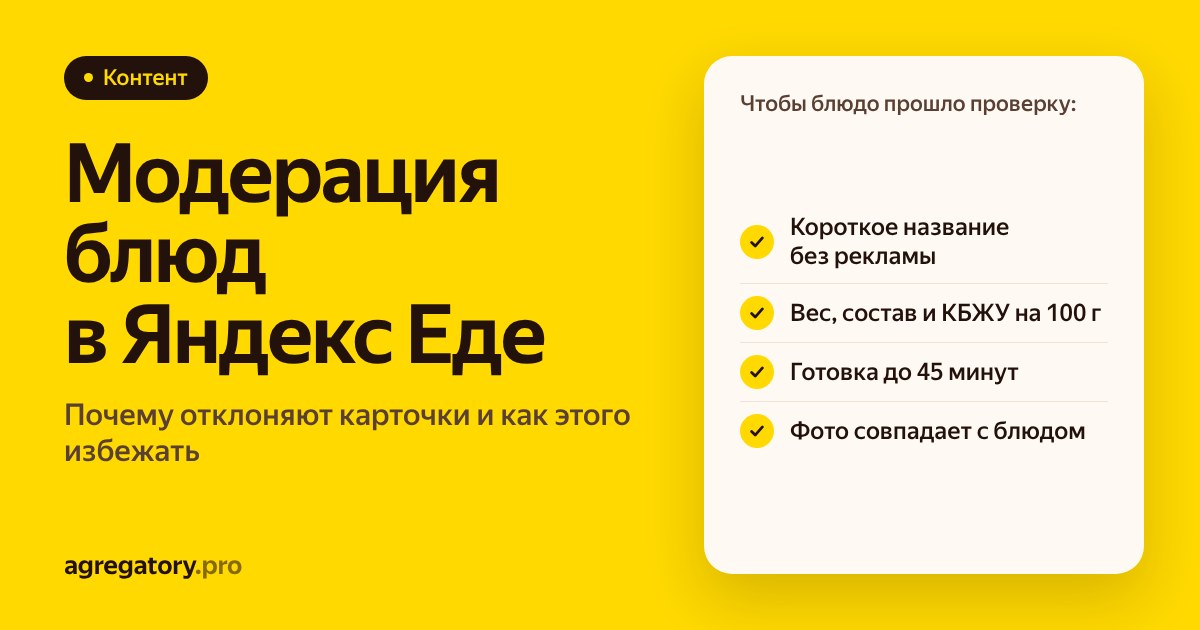 Контент
Модерация
блюд
в Яндекс Еде
Почему отклоняют карточки и как этого
избежать
agregatory.pro
Чтобы блюдо прошло проверку:
Короткое название
без рекламы
Вес, состав и КБЖУ на 100 г
Готовка до 45 минут
Фото совпадает с блюдом